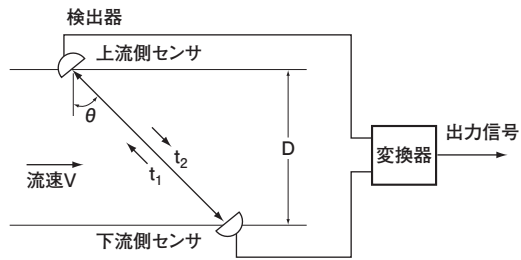 検出器
上流側センサ
θ
D
t2
t1
流速V
変換器
出力信号
下流側センサ